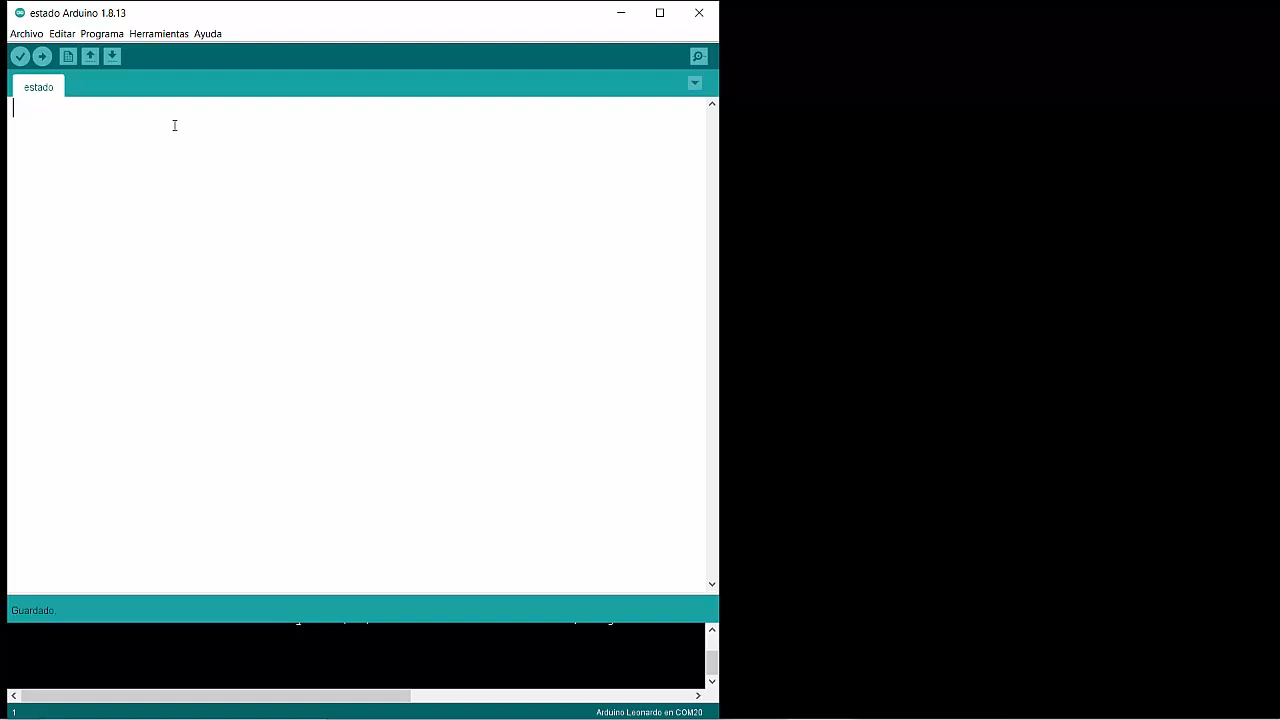 estado Arduino 1.8.13
Archivo Editar Programa Herramientas Ayuda
estado
Guardado.
1
Arduino Leonardo en COM20